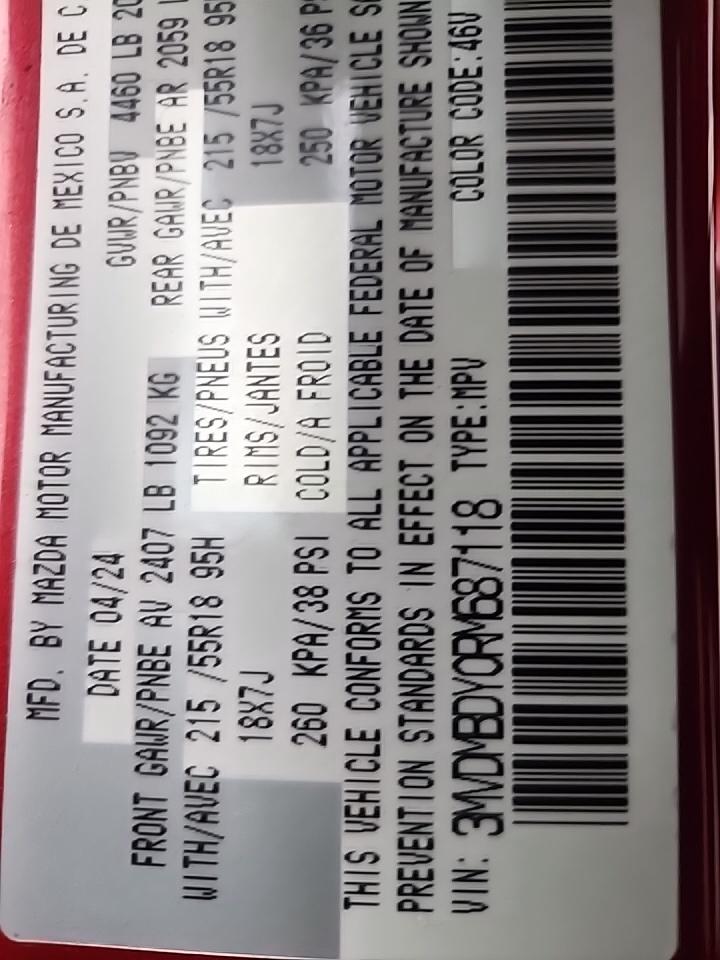 MFD. BY MAZDA MOTOR MANUFACTURING DE MEXICO S.A. DE C.
DATE 04/24 GVWR/PNBV 4460 LB 20
FRONT GAWR/PNBE AV 2407 LB 1092 KG REAR GAWR/PNBE AR 2059
WITH/AVEC 215 /55R18 95H TIRES/PNEUS WITH/AVEC 215 /55R18 95
18X7J RIMS/JANTES 18X7J
260 KPA/38 PSI COLD/A FROID 250 KPA/36 P
THIS VEHICLE CONFORMS TO ALL APPLICABLE FEDERAL MOTOR VEHICLE
PREVENTION STANDARDS IN EFFECT ON THE DATE OF MANUFACTURE SHOWN
VIN: 3MVDMBDY0RM687118 TYPE:MPV COLOR CODE:46V